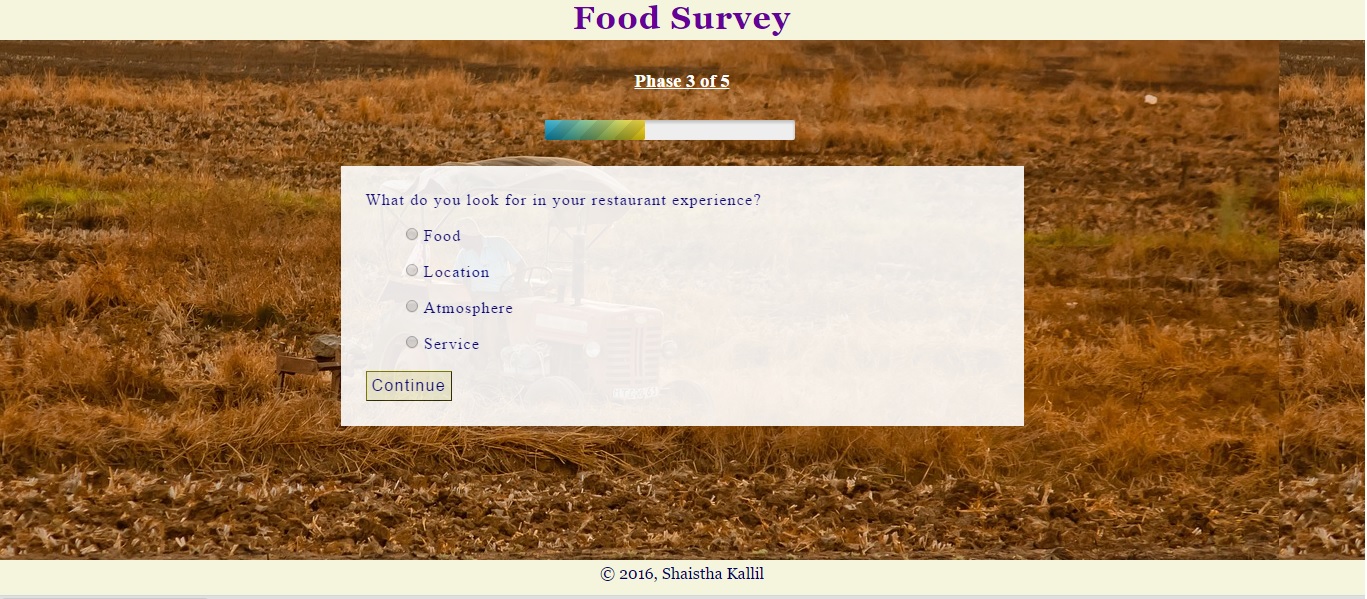 Food Survey
Phase 3 of 5
What do you look for in your restaurant experience?
Food
Location
Atmosphere
Service
Continue
© 2016, Shaistha Kallil